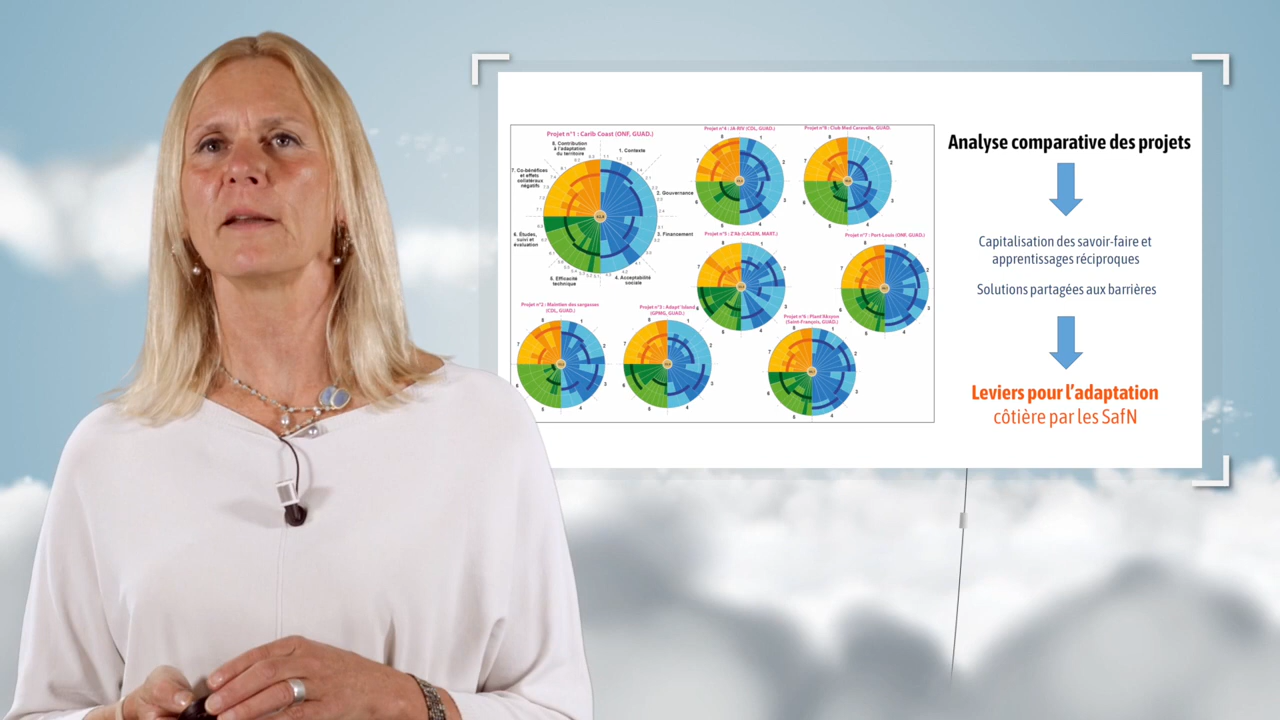 Projet n°1 : Carib Coast (ONF, GUAD.)
8. Contribution
à l'adaptation
du territoire
1. Contexte
7. Co-bénéfices
et effets
collatéraux
négatifs
2. Gouvernance
6. Études,
suivi et
évaluation
3. Financement
5. Efficacité
technique
4. Acceptabilité
sociale
Projet n°4 : JA-RIV (CDL, GUAD.)
Projet n°8 : Club Med Caravelle, GUAD.
Projet n°5 : Z'Ab (CACEM, MART.)
Projet n°7 : Port-Louis (ONF, GUAD.)
Projet n°2 : Maintien des sargasses
(CDL, GUAD.)
Projet n°3 : Adapt'Island
(GPMG, GUAD.)
(Saint-François, GUAD.)
Analyse comparative des projets
Capitalisation des savoir-faire et
apprentissages réciproques
Solutions partagées aux barrières
Leviers pour l'adaptation
côtière par les SafN